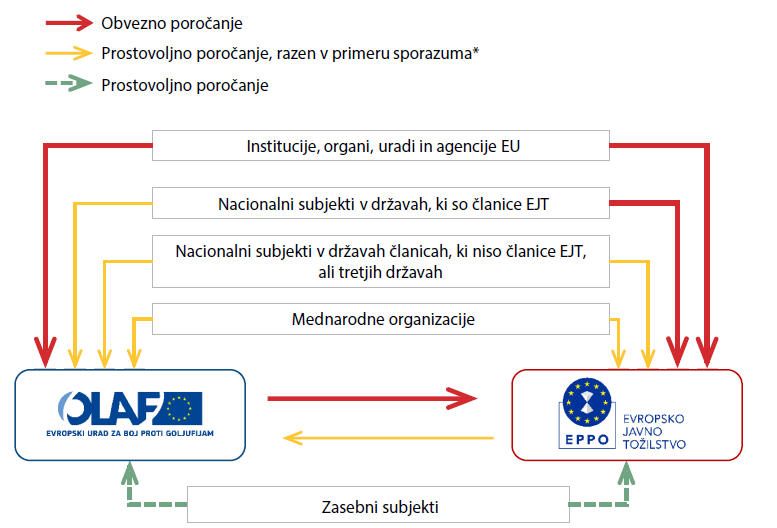 Obvezno poročanje
Prostovoljno poročanje, razen v primeru sporazuma*
Prostovoljno poročanje
Institucije, organi, uradi in agencije EU
Nacionalni subjekti v državah, ki so članice EJT
Nacionalni subjekti v državah članicah, ki niso članice EJT,
ali tretjih državah
Mednarodne organizacije
OLAF
EVROPSKI URAD ZA BOJ PROTI GOLJUFIJAM
EPPO
EVROPSKO
JAVNO
TOŽILSTVO
Zasebni subjekti